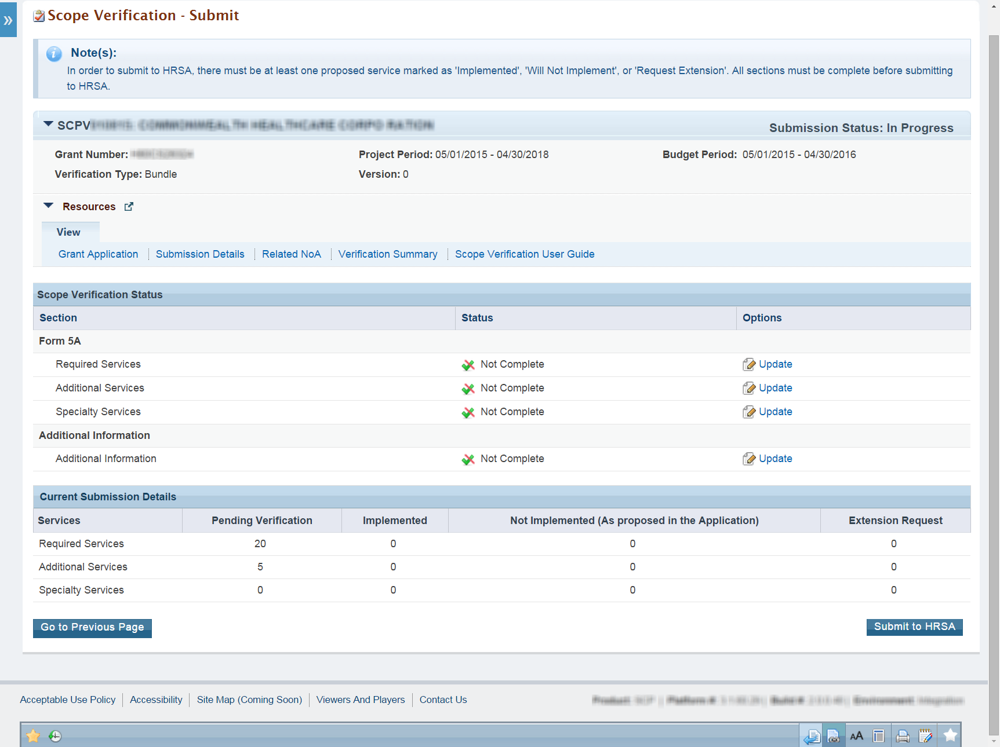 Scope Verification - Submit
Note(s):
In order to submit to HRSA, there must be at least one proposed service marked as 'Implemented', 'Will Not Implement', or 'Request Extension'. All sections must be complete before submitting
to HRSA.
SCPV
Submission Status: In Progress
Grant Number:
Project Period: 05/01/2015 - 04/30/2018
Budget Period: 05/01/2015 - 04/30/2016
Verification Type: Bundle
Version: 0
Resources
View
Grant Application
Submission Details
Related NoA
Verification Summary
Scope Verification User Guide
Scope Verification Status
Section Status Options
Form 5A
Required Services Not Complete Update
Additional Services Not Complete Update
Specialty Services Not Complete Update
Additional Information
Additional Information Not Complete Update
Current Submission Details
Services Pending Verification Implemented Not Implemented (As proposed in the Application) Extension Request
Required Services 20 0 0 0
Additional Services 5 0 0 0
Specialty Services 0 0 0 0
Go to Previous Page
Submit to HRSA
Acceptable Use Policy
Accessibility
Site Map (Coming Soon)
Viewers And Players
Contact Us
AA